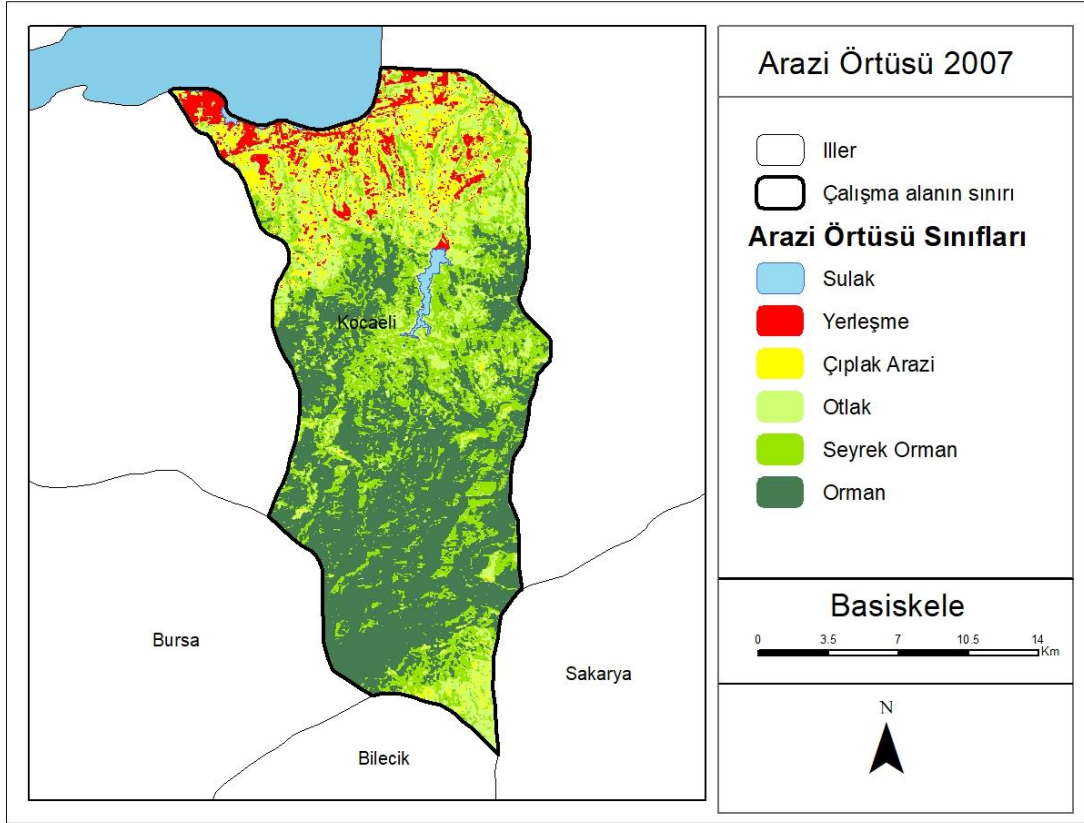 Arazi Örtüsü 2007
Iller
Çalışma alanın sınırı
Arazi Örtüsü Sınıfları
Sulak
Yerleşme
Çıplak Arazi
Otlak
Seyrek Orman
Orman
Basiskele
0 3.5 7 10.5 14
Km
N
Kocaeli
Bursa
Sakarya
Bilecik